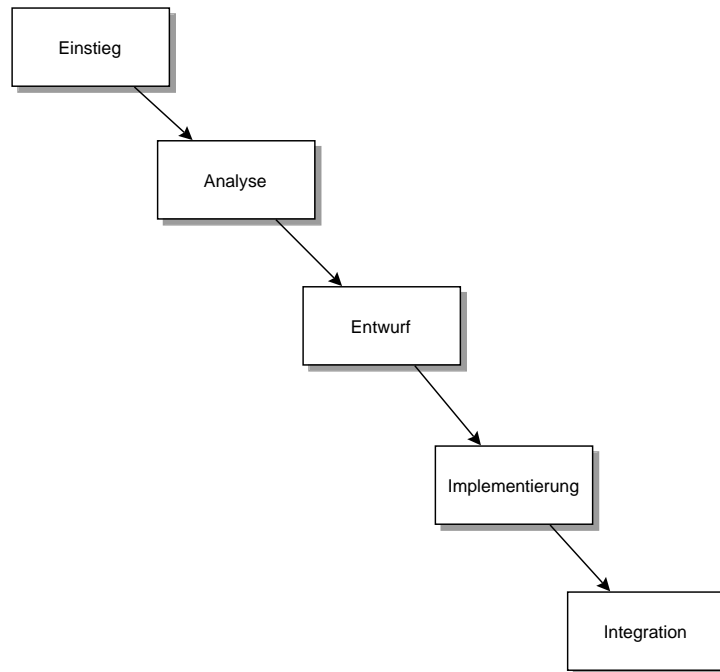 Einstieg
Analyse
Entwurf
Implementierung
Integration